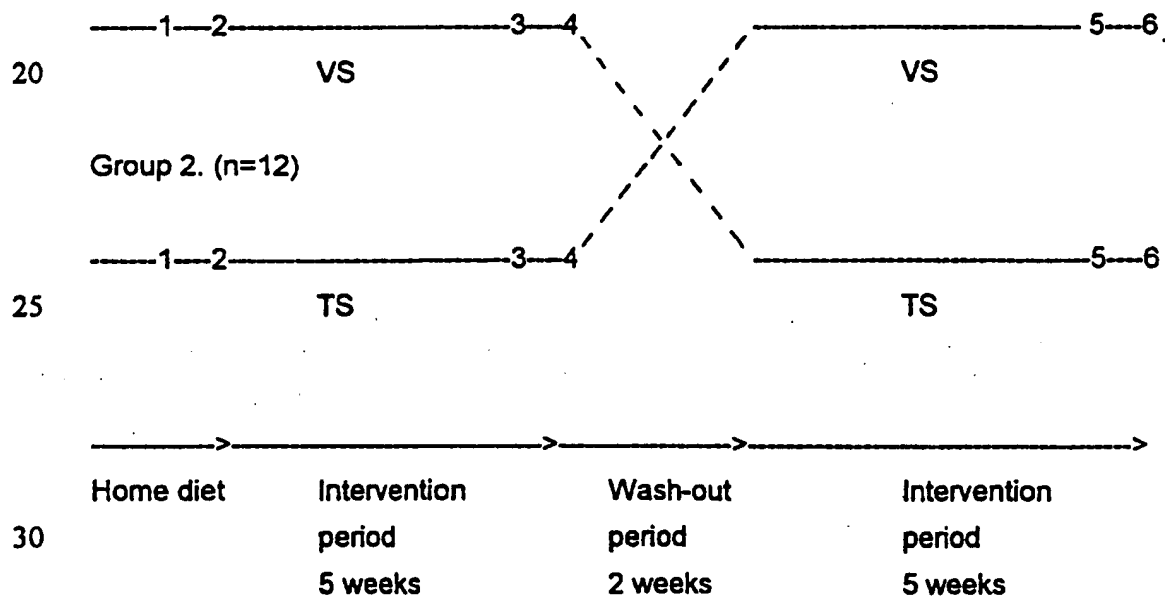 1 2 3 4 5 6
20 VS VS
Group 2. (n=12)
1 2 3 4 5 6
25 TS TS
Home diet Intervention Wash-out Intervention
30 period period period
5 weeks 2 weeks 5 weeks